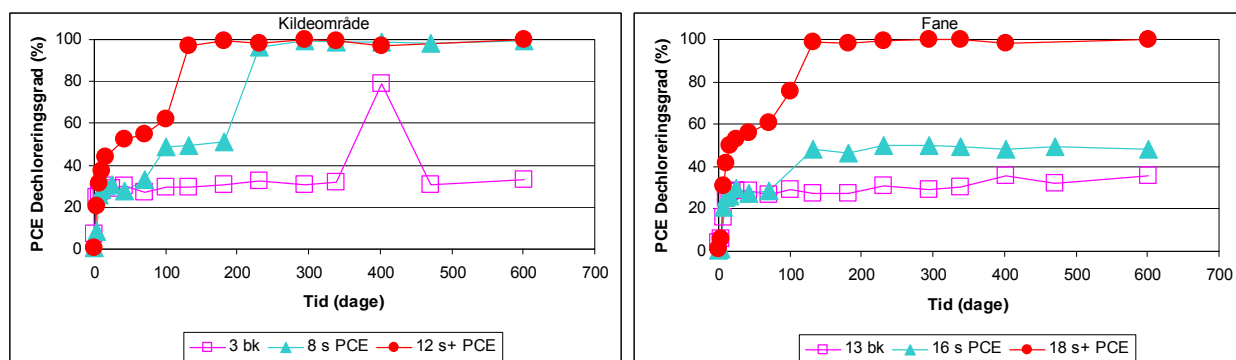 Kildeområde
PCE Dechloreringsgrad (%)
100
80
60
40
20
0
0 100 200 300 400 500 600 700
Tid (dage)
3 bk 8 s PCE 12 s+ PCE
Fane
PCE Dechloreringsgrad (%)
100
80
60
40
20
0
0 100 200 300 400 500 600 700
Tid (dage)
13 bk 16 s PCE 18 s+ PCE